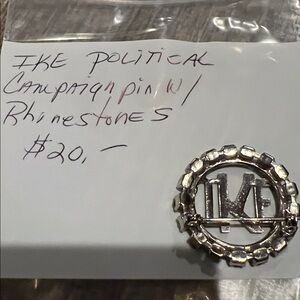 IKE POLITICAL
Campaign pin w/
Rhinestones
$20,—
IKE